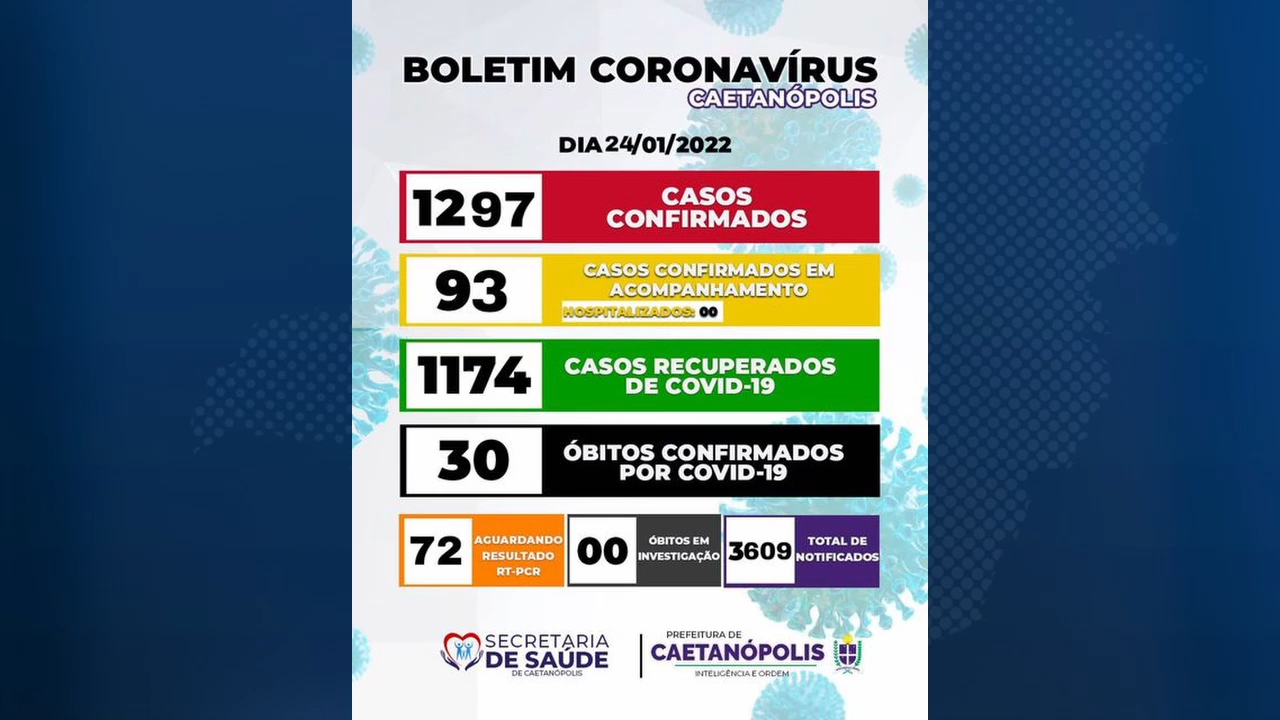 BOLETIM CORONAVÍRUS
CAETANÓPOLIS
DIA 24/01/2022
1297
CASOS
CONFIRMADOS
93
CASOS CONFIRMADOS EM
ACOMPANHAMENTO
HOSPITALIZADOS: 00
1174
CASOS RECUPERADOS
DE COVID-19
30
ÓBITOS CONFIRMADOS
POR COVID-19
72
AGUARDANDO
RESULTADO
RT-PCR
00
ÓBITOS EM
INVESTIGAÇÃO
3609
TOTAL DE
NOTIFICADOS
SECRETARIA
DE SAÚDE
DE CAETANÓPOLIS
PREFEITURA DE
CAETANÓPOLIS
INTELIGÊNCIA E ORDEM